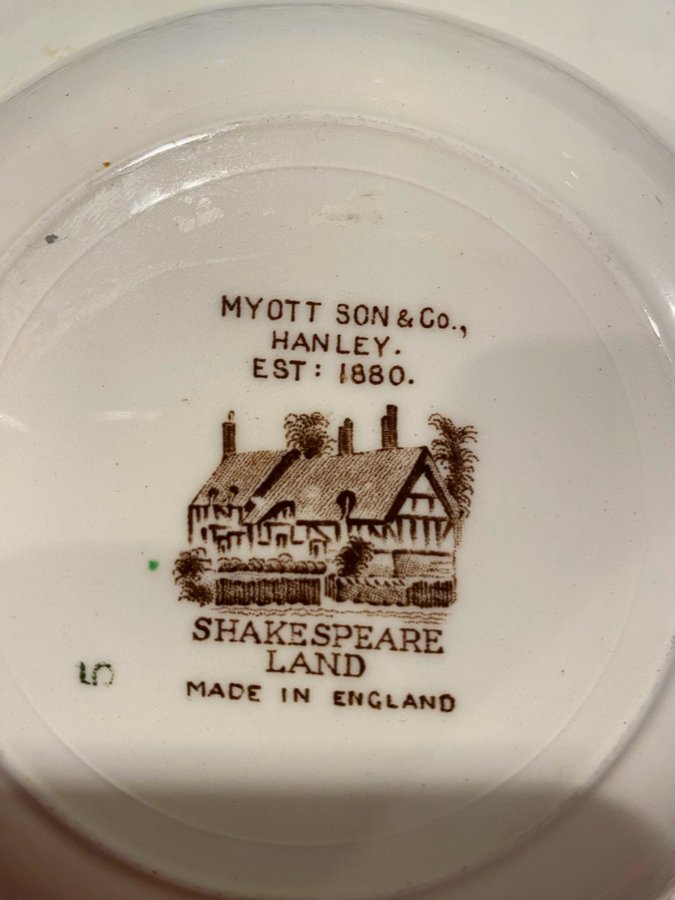 MYOTT SON & Co.,
HANLEY.
EST: 1880.
SHAKESPEARE
LAND
MADE IN ENGLAND
5